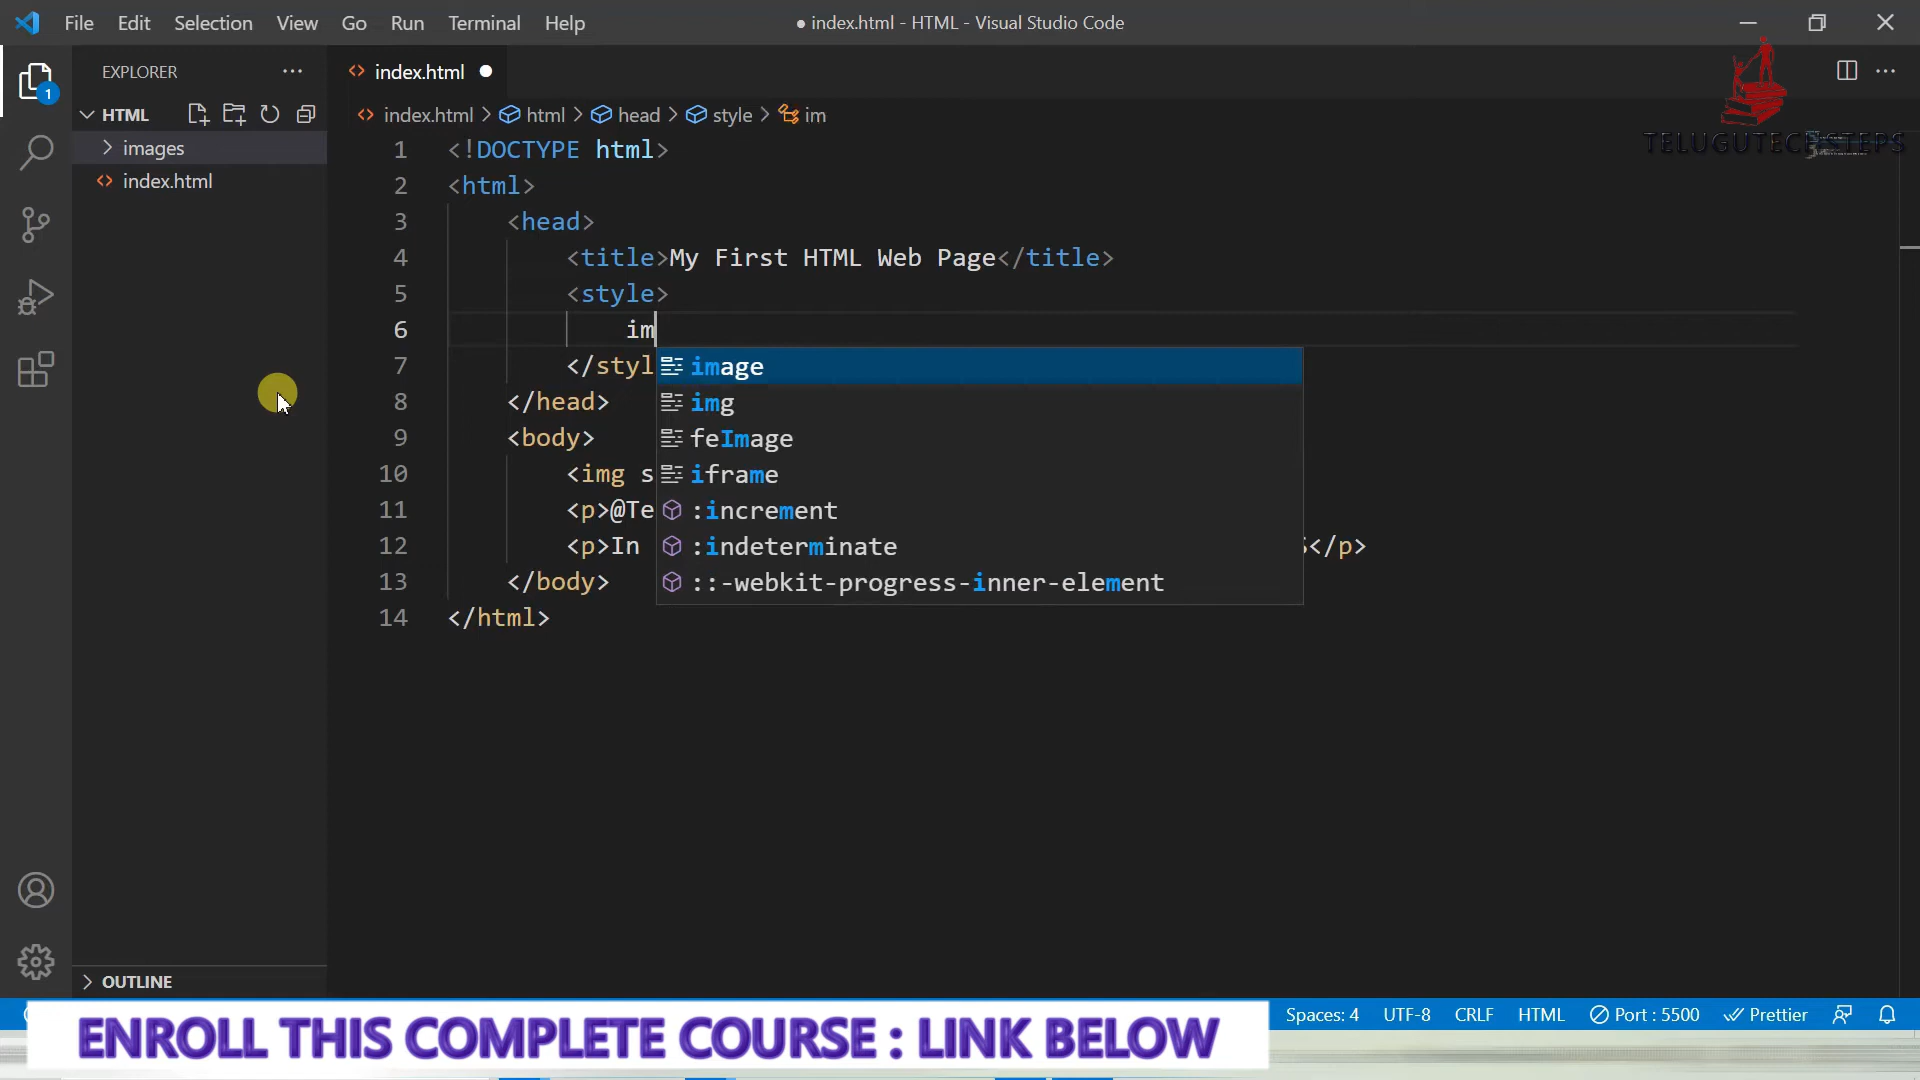 File Edit Selection View Go Run Terminal Help
● index.html - HTML - Visual Studio Code
EXPLORER
1
HTML
images
index.html
OUTLINE
index.html
index.html > html > head > style > im
TELUGUTECHSTEPS
1 <!DOCTYPE html>
2 <html>
3 <head>
4 <title>My First HTML Web Page</title>
5 <style>
6 im
7 </styl
8 </head>
9 <body>
10 <img s
11 <p>@Te
12 <p>In </p>
13 </body>
14 </html>
image
img
feImage
iframe
:increment
:indeterminate
::-webkit-progress-inner-element
Spaces: 4 UTF-8 CRLF HTML Port : 5500 Prettier
ENROLL THIS COMPLETE COURSE : LINK BELOW